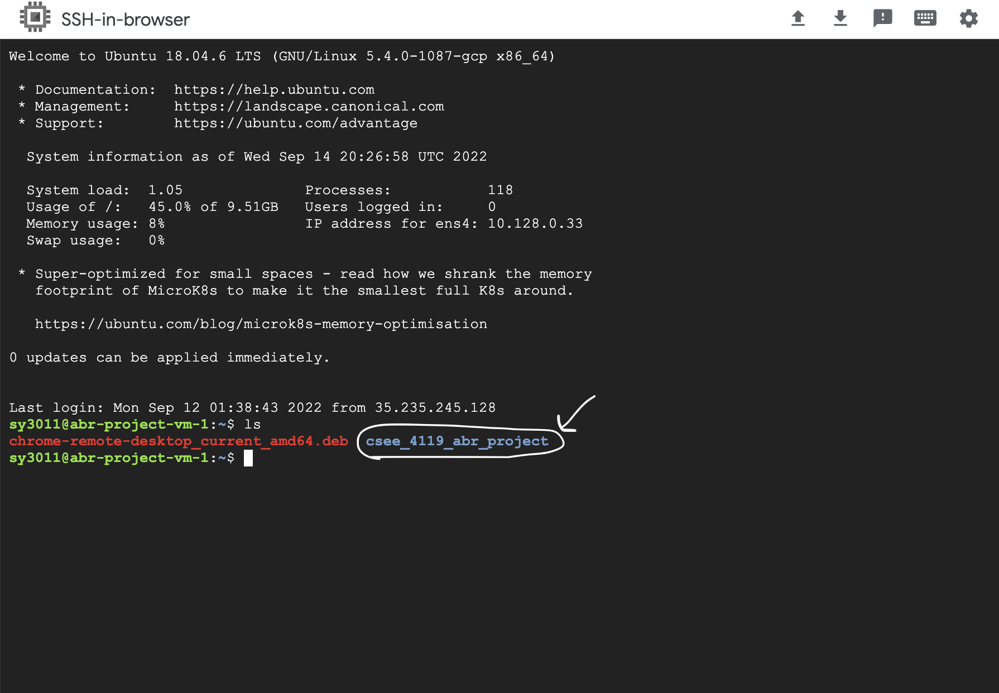 SSH-in-browser
Welcome to Ubuntu 18.04.6 LTS (GNU/Linux 5.4.0-1087-gcp x86_64)
* Documentation:  https://help.ubuntu.com
* Management:     https://landscape.canonical.com
* Support:        https://ubuntu.com/advantage
System information as of Wed Sep 14 20:26:58 UTC 2022
System load:  1.05              Processes:           118
Usage of /:   45.0% of 9.51GB   Users logged in:     0
Memory usage: 8%                IP address for ens4: 10.128.0.33
Swap usage:   0%
* Super-optimized for small spaces - read how we shrank the memory
footprint of MicroK8s to make it the smallest full K8s around.
https://ubuntu.com/blog/microk8s-memory-optimisation
0 updates can be applied immediately.
Last login: Mon Sep 12 01:38:43 2022 from 35.235.245.128
sy3011@abr-project-vm-1:~$ ls
chrome-remote-desktop_current_amd64.deb  csee_4119_abr_project
sy3011@abr-project-vm-1:~$